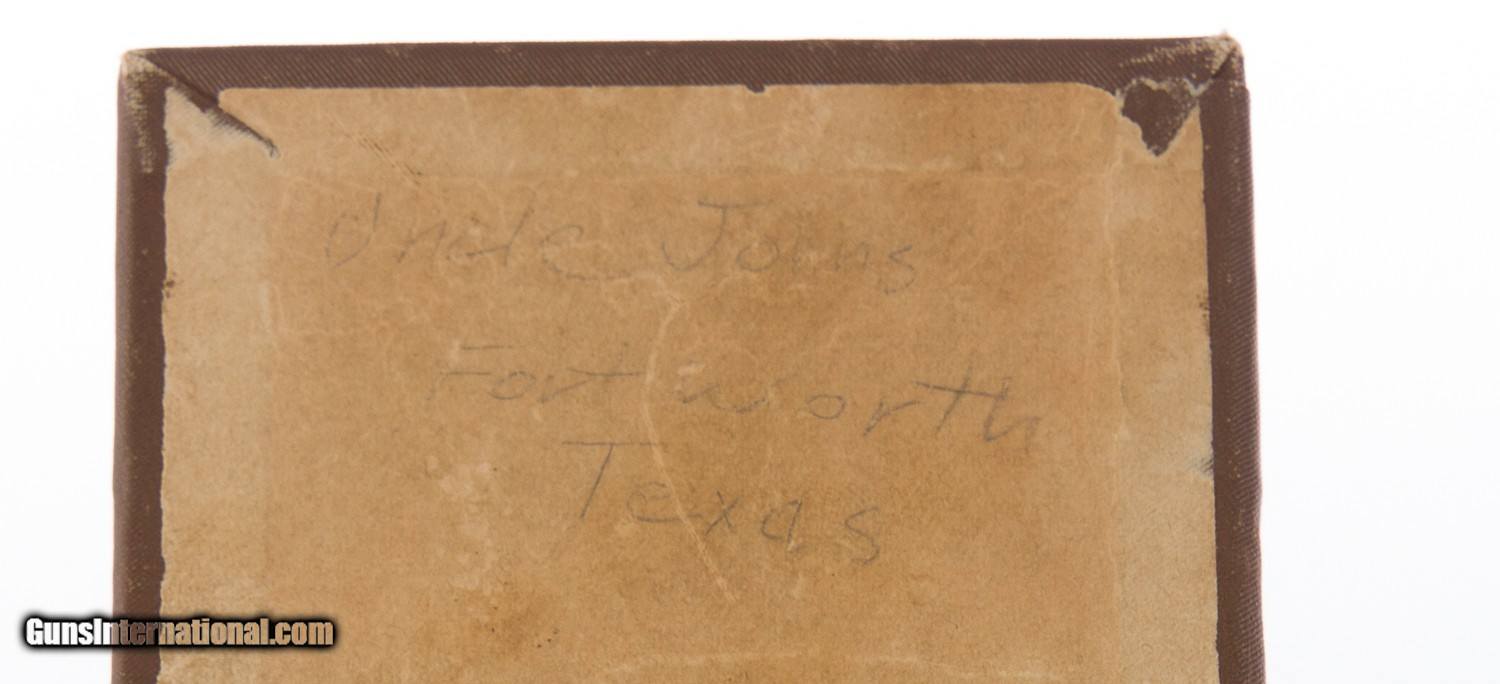 Uncle Johns
Fort worth
Texas
GunsInternational.com